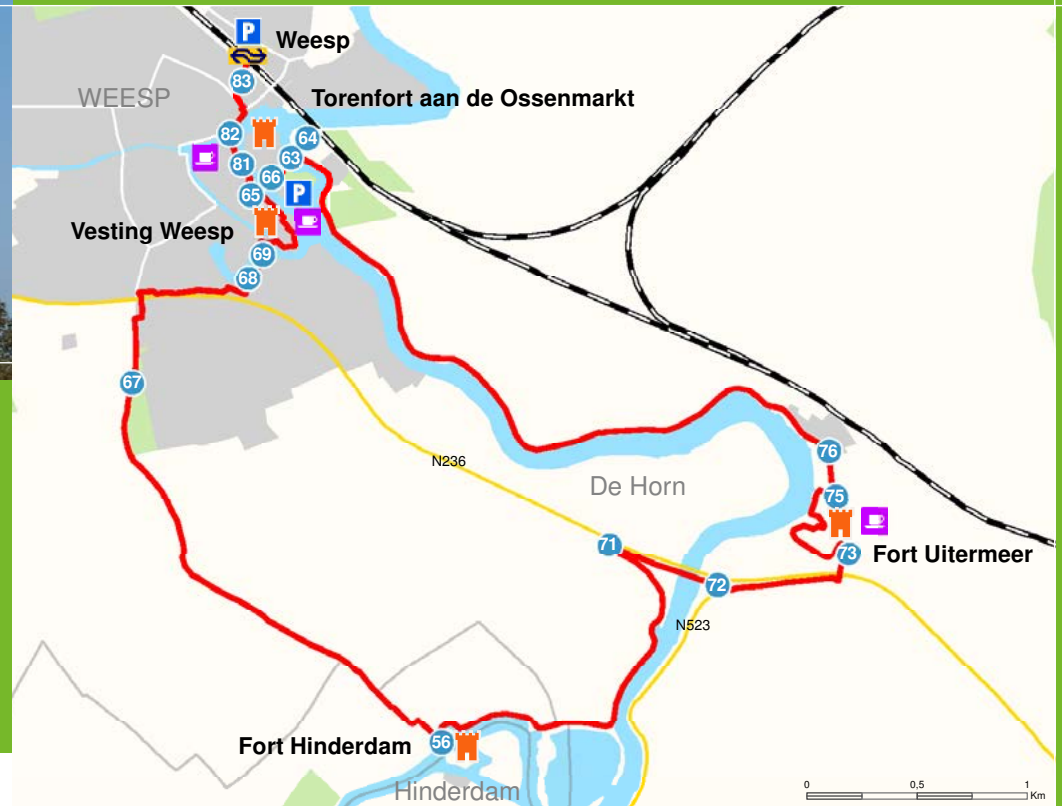 P
Weesp
83
WEESP
Torenfort aan de Ossenmarkt
82
64
81
63
66
65
P
Vesting Weesp
69
68
67
N236
De Horn
76
75
71
73
Fort Uitermeer
72
N523
Fort Hinderdam
56
Hinderdam
0
0,5
1
Km